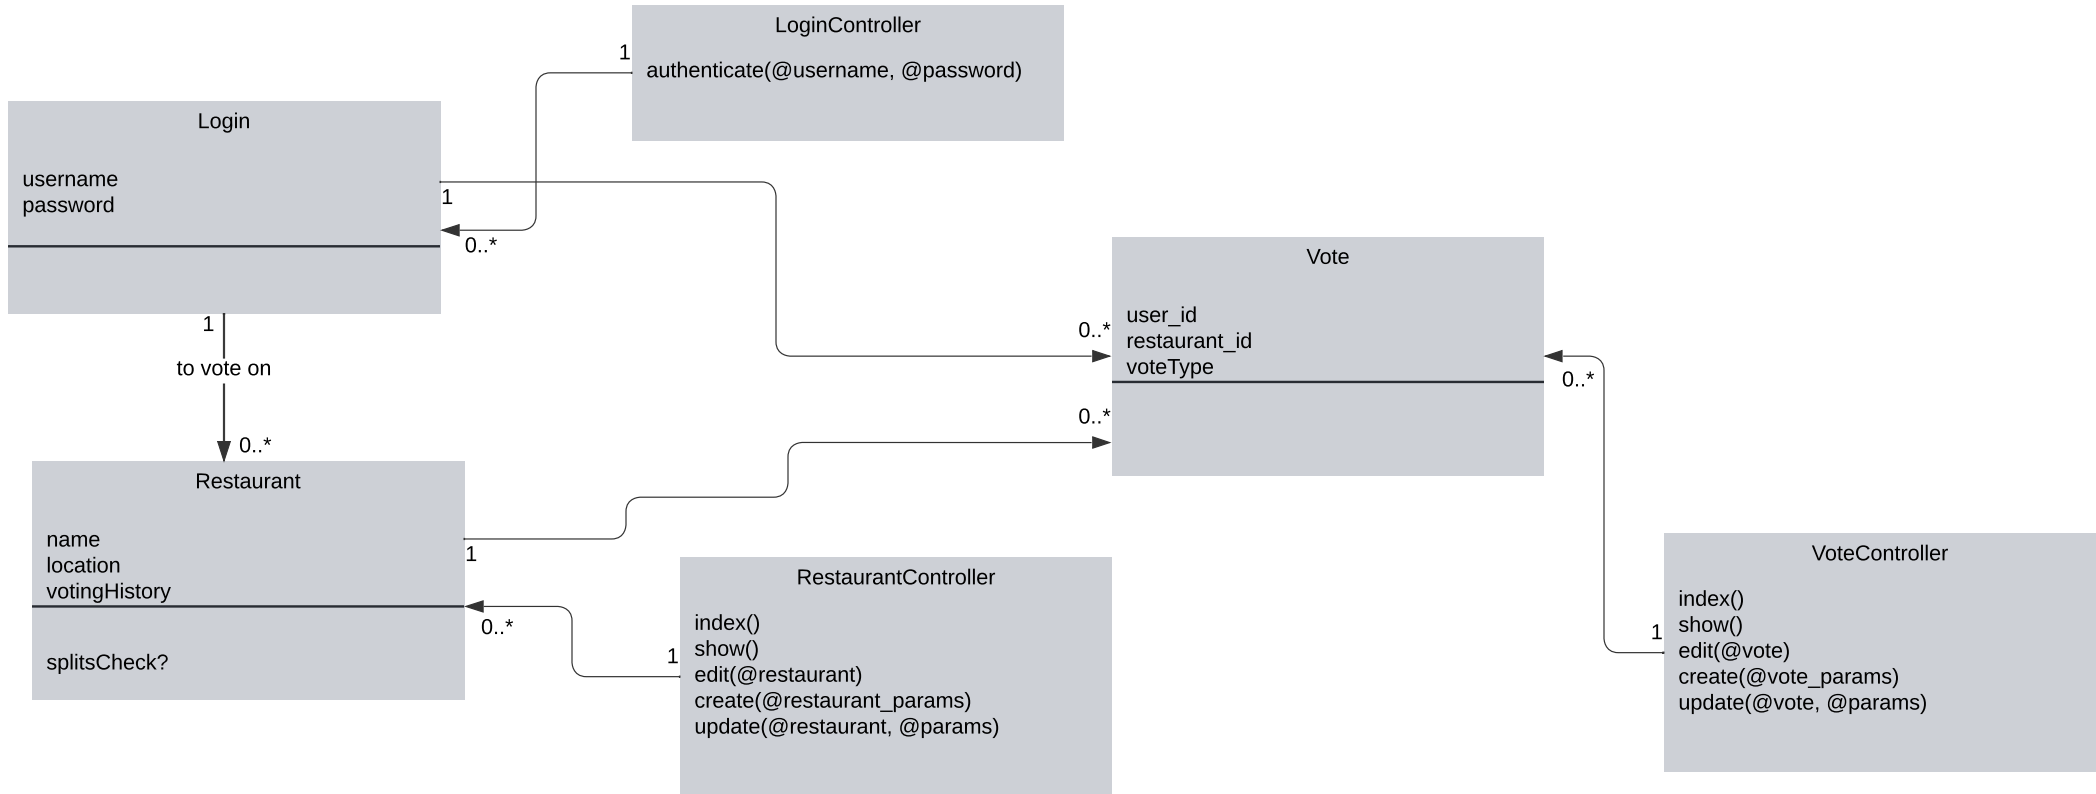 LoginController
1
authenticate(@username, @password)
Login
username
password
1
0..*
Vote
user_id
restaurant_id
voteType
0..*
0..*
0..*
1
to vote on
0..*
Restaurant
name
location
votingHistory
splitsCheck?
1
0..*
RestaurantController
index()
show()
edit(@restaurant)
create(@restaurant_params)
update(@restaurant, @params)
1
VoteController
index()
show()
edit(@vote)
create(@vote_params)
update(@vote, @params)
1